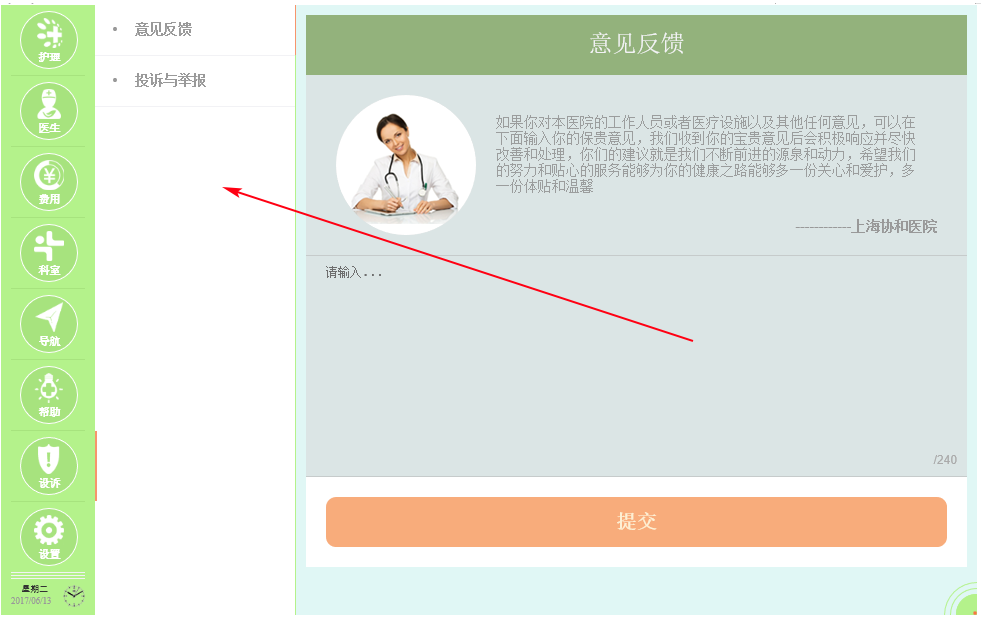 护理
医生
费用
科室
导航
帮助
投诉
设置
星期二
2017/06/13
• 意见反馈
• 投诉与举报
意见反馈
如果你对本医院的工作人员或者医疗设施以及其他任何意见，可以在
下面输入你的保贵意见，我们收到你的宝贵意见后会积极响应并尽快
改善和处理，你们的建议就是我们不断前进的源泉和动力，希望我们
的努力和贴心的服务能够为你的健康之路能够多一份关心和爱护，多
一份体贴和温馨
------------上海协和医院
请输入...
/240
提交